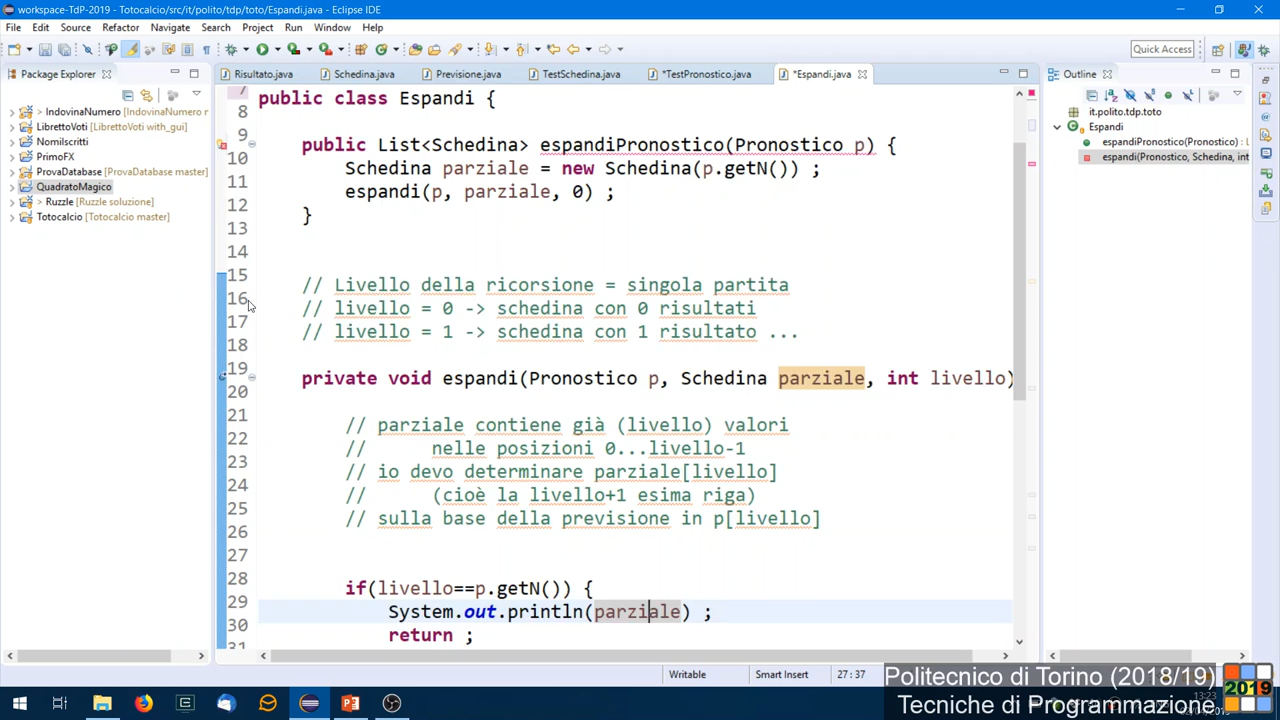 workspace-TdP-2019 - Totocalcio/src/it/polito/tdp/toto/Espandi.java - Eclipse IDE
File Edit Source Refactor Navigate Search Project Run Window Help
Quick Access
Package Explorer
Risultato.java Schedina.java Previsione.java TestSchedina.java *TestPronostico.java *Espandi.java
Outline
> IndovinaNumero [IndovinaNumero m
LibrettoVoti [LibrettoVoti with_gui]
NomiIscritti
PrimoFX
ProvaDatabase [ProvaDatabase master]
QuadratoMagico
> Ruzzle [Ruzzle soluzione]
Totocalcio [Totocalcio master]
7 public class Espandi {
8
9 public List<Schedina> espandiPronostico(Pronostico p) {
10 Schedina parziale = new Schedina(p.getN()) ;
11 espandi(p, parziale, 0) ;
12 }
13
14
15 // Livello della ricorsione = singola partita
16 // livello = 0 -> schedina con 0 risultati
17 // livello = 1 -> schedina con 1 risultato ...
18
19 private void espandi(Pronostico p, Schedina parziale, int livello)
20
21 // parziale contiene già (livello) valori
22 // nelle posizioni 0...livello-1
23 // io devo determinare parziale[livello]
24 // (cioè la livello+1 esima riga)
25 // sulla base della previsione in p[livello]
26
27
28 if(livello==p.getN()) {
29 System.out.println(parziale) ;
30 return ;
31
it.polito.tdp.toto
Espandi
espandiPronostico(Pronostico) : L
espandi(Pronostico, Schedina, int
Writable Smart Insert 27 : 37
Politecnico di Torino (2018/19)
Tecniche di Programmazione
2019
13:23